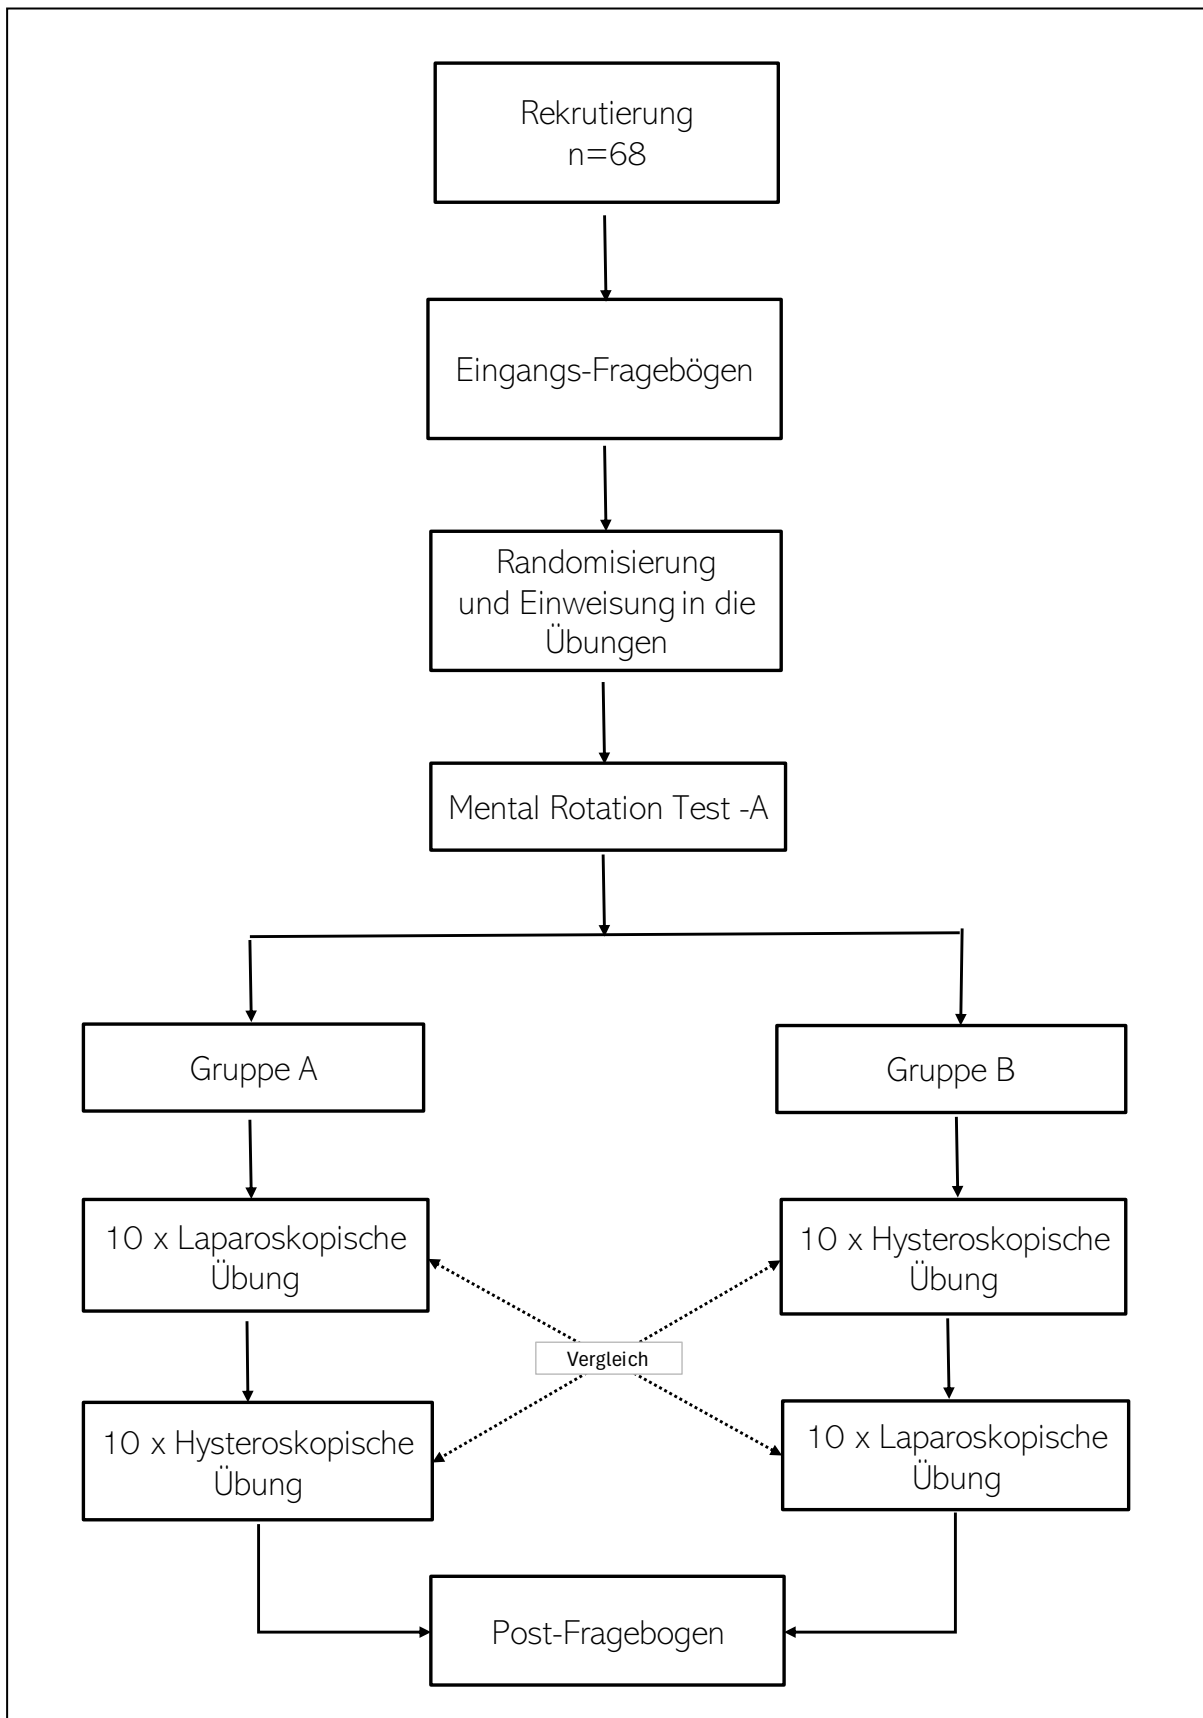 Rekrutierung
n=68
Eingangs-Fragebögen
Randomisierung
und Einweisung in die
Übungen
Mental Rotation Test -A
Gruppe A
Gruppe B
10 x Laparoskopische
Übung
10 x Hysteroskopische
Übung
Vergleich
10 x Hysteroskopische
Übung
10 x Laparoskopische
Übung
Post-Fragebogen